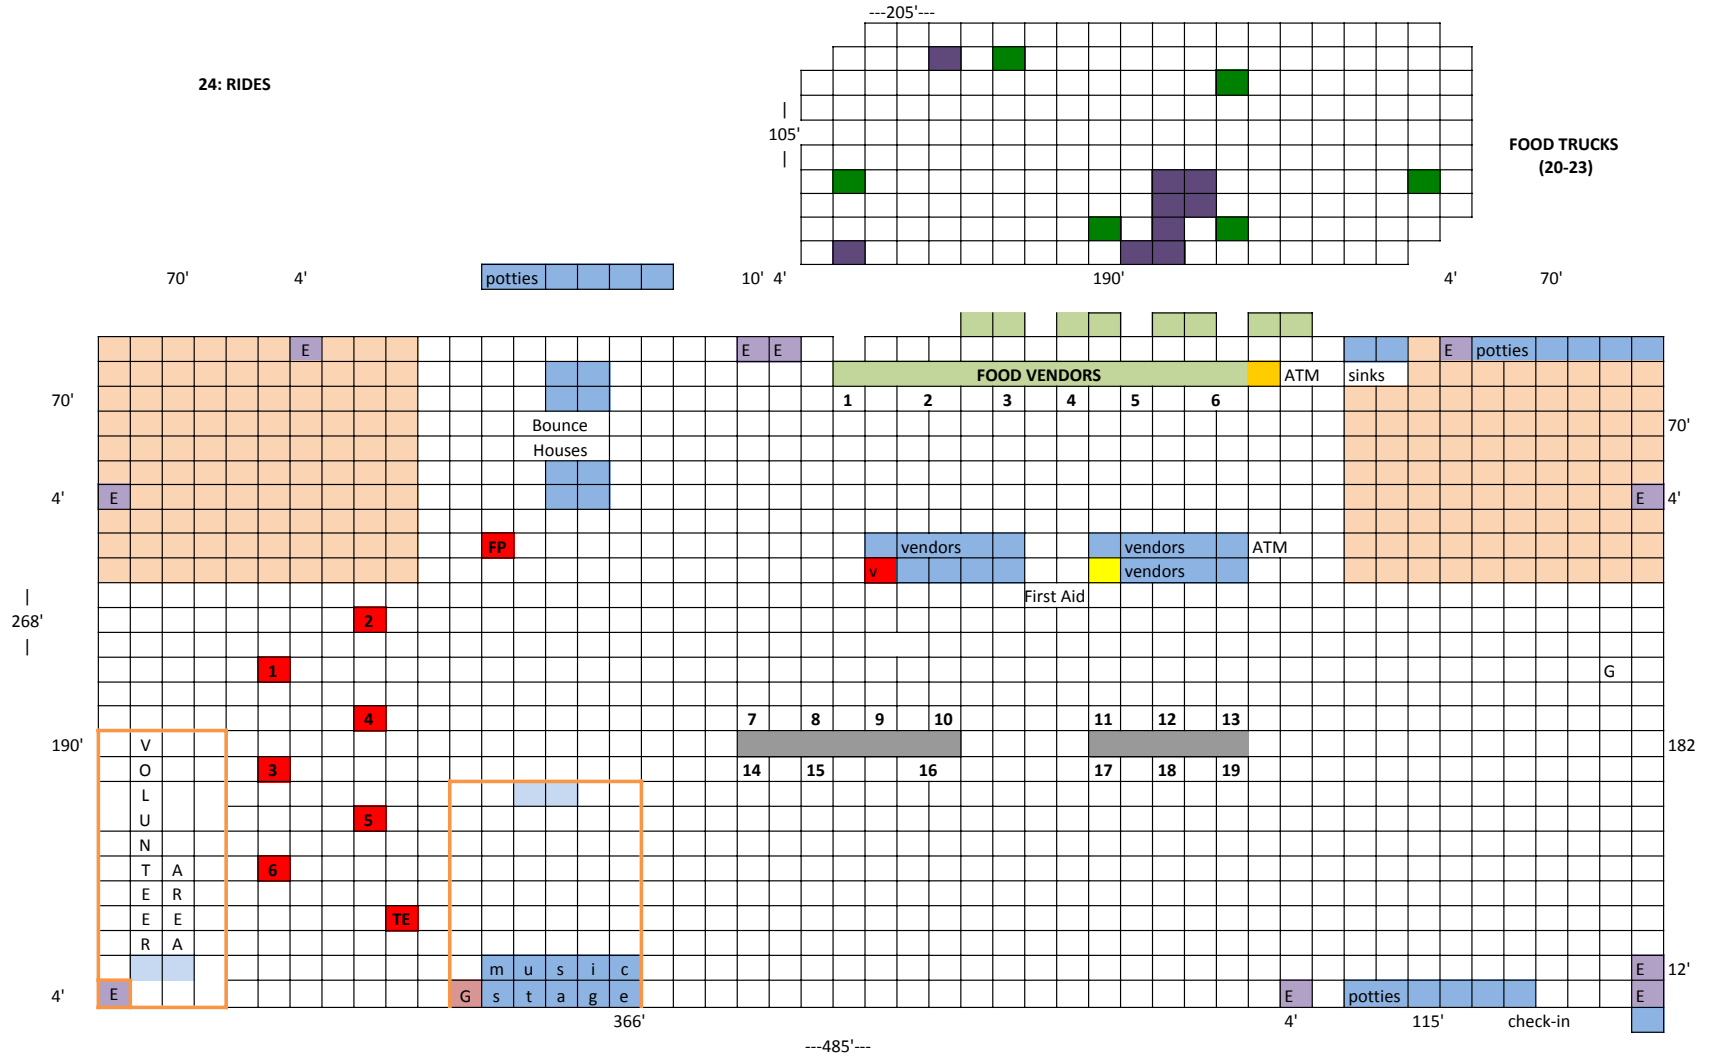 ---205'---
24: RIDES
|
105'
|
FOOD TRUCKS
(20-23)
70' 4' potties 10' 4' 190' 4' 70'
E E E E potties
FOOD VENDORS ATM sinks
70' 1 2 3 4 5 6
Bounce 70'
Houses
4' E E 4'
FP vendors vendors ATM
v vendors
| First Aid
268' 2
|
1 G
4 7 8 9 10 11 12 13
190' V 182
O 3 14 15 16 17 18 19
L
U 5
N
T A 6
E R
E E TE
R A
m u s i c E 12'
4' E G s t a g e E potties E
366' 4' 115' check-in
---485'---